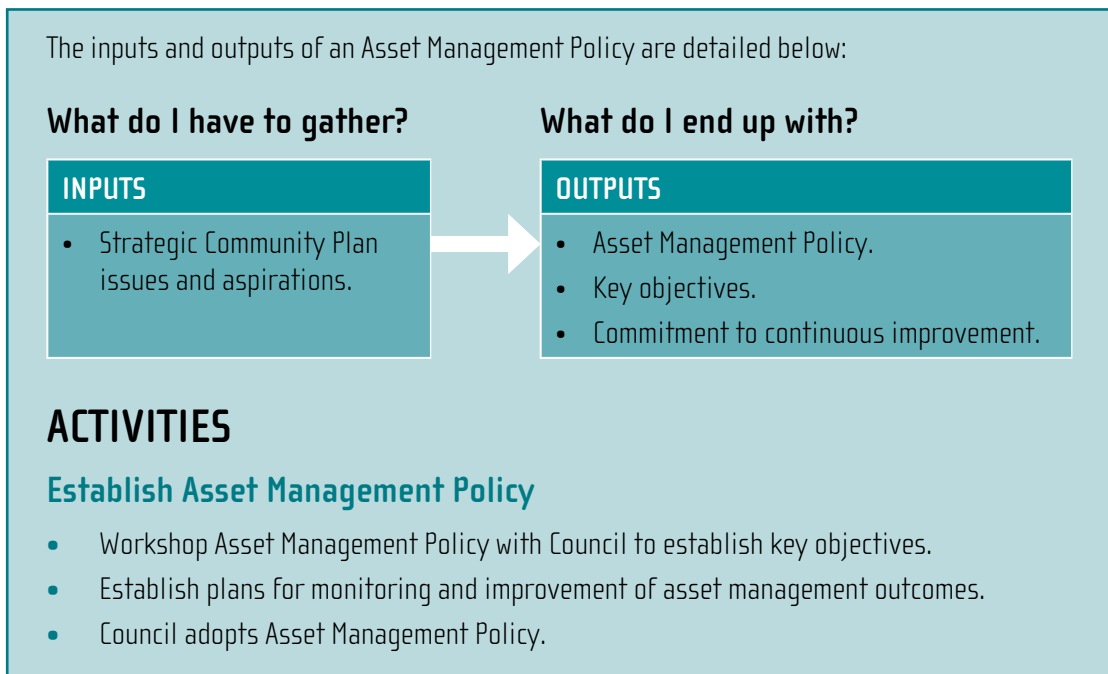 The inputs and outputs of an Asset Management Policy are detailed below:
What do I have to gather?
INPUTS
• Strategic Community Plan
issues and aspirations.
What do I end up with?
OUTPUTS
• Asset Management Policy.
• Key objectives.
• Commitment to continuous improvement.
ACTIVITIES
Establish Asset Management Policy
• Workshop Asset Management Policy with Council to establish key objectives.
• Establish plans for monitoring and improvement of asset management outcomes.
• Council adopts Asset Management Policy.